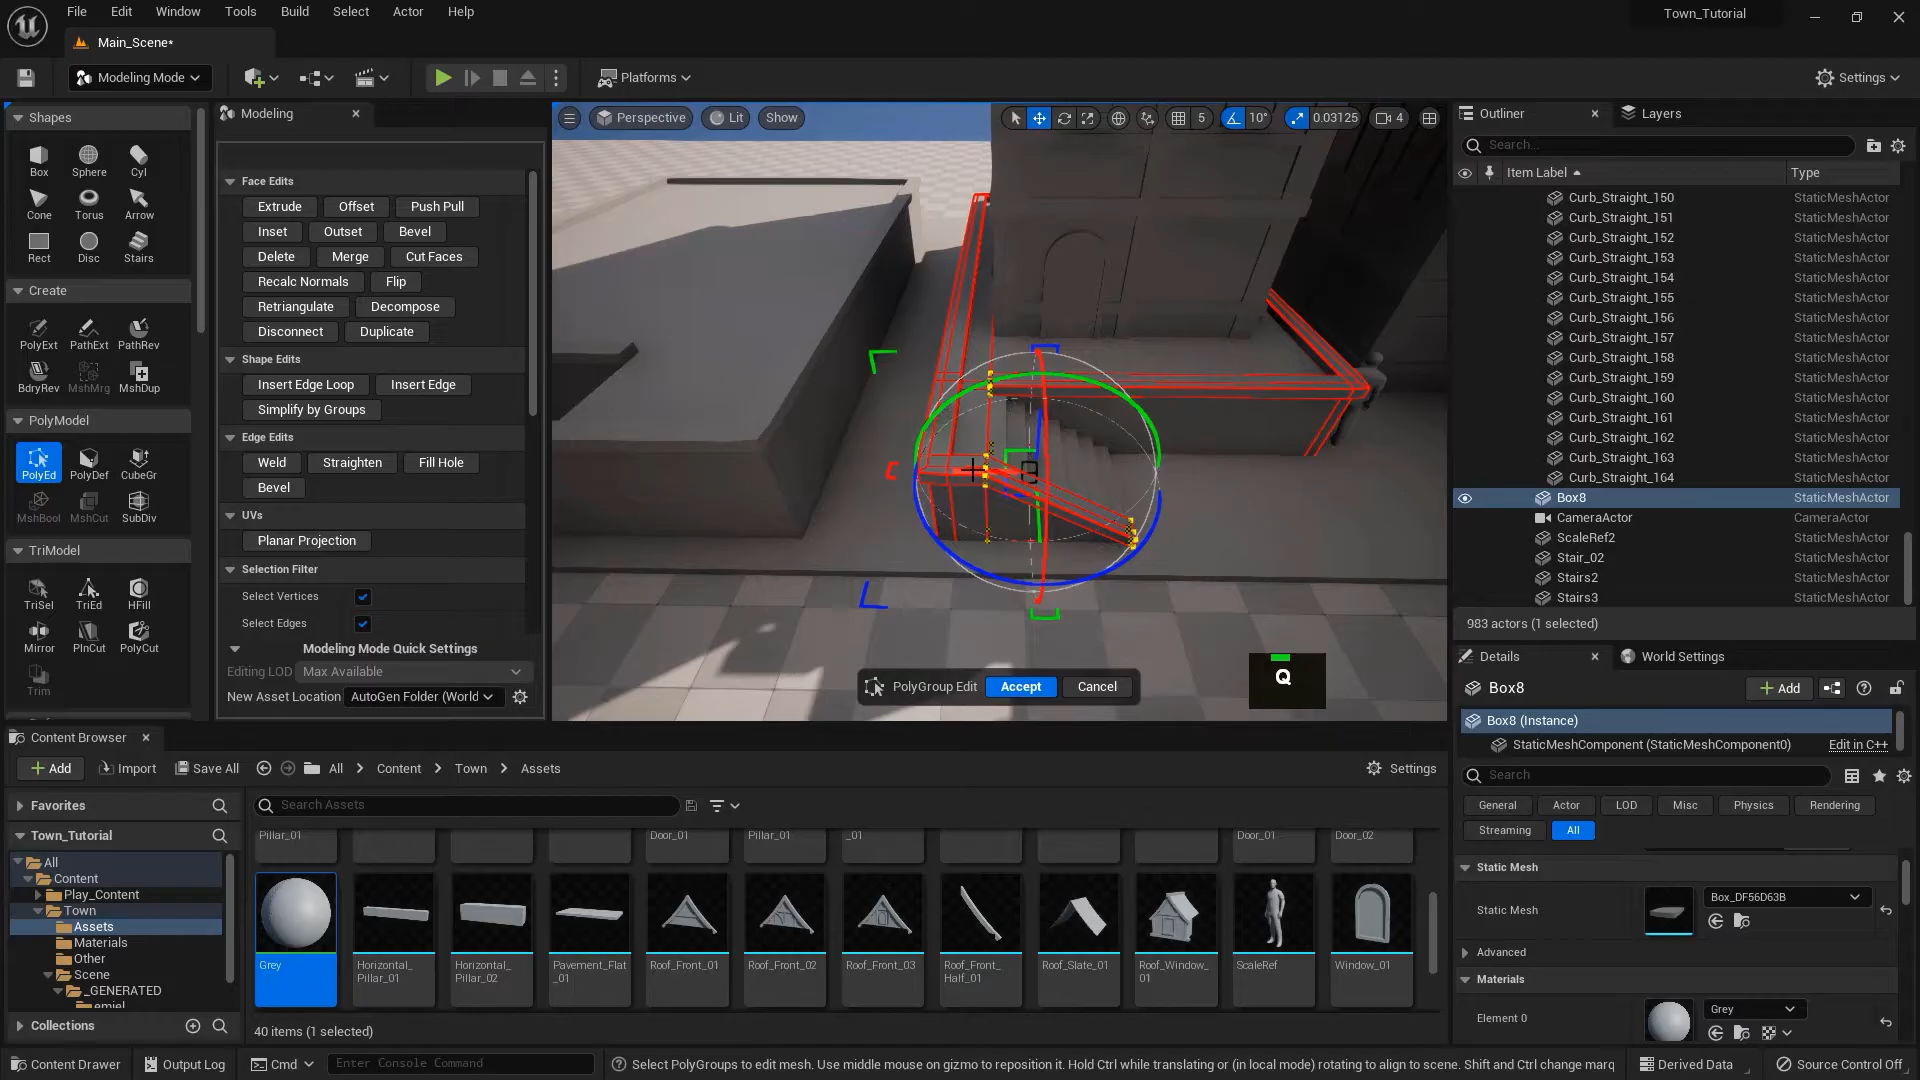 File Edit Window Tools Build Select Actor Help
Town_Tutorial
Main_Scene*
Modeling Mode
Platforms
Settings
Shapes
Box Sphere Cyl
Cone Torus Arrow
Rect Disc Stairs
Create
PolyExt PathExt PathRev
BdryRev MshMrg MshDup
PolyModel
PolyEd PolyDef CubeGr
MshBool MshCut SubDiv
TriModel
TriSel TriEd HFill
Mirror PlnCut PolyCut
Trim
Modeling
Face Edits
Extrude Offset Push Pull
Inset Outset Bevel
Delete Merge Cut Faces
Recalc Normals Flip
Retriangulate Decompose
Disconnect Duplicate
Shape Edits
Insert Edge Loop Insert Edge
Simplify by Groups
Edge Edits
Weld Straighten Fill Hole
Bevel
UVs
Planar Projection
Selection Filter
Select Vertices
Select Edges
Modeling Mode Quick Settings
Editing LOD Max Available
New Asset Location AutoGen Folder (World
Perspective Lit Show
5 10° 0.03125 4
PolyGroup Edit Accept Cancel
Q
Outliner Layers
Search...
Item Label Type
Curb_Straight_150 StaticMeshActor
Curb_Straight_151 StaticMeshActor
Curb_Straight_152 StaticMeshActor
Curb_Straight_153 StaticMeshActor
Curb_Straight_154 StaticMeshActor
Curb_Straight_155 StaticMeshActor
Curb_Straight_156 StaticMeshActor
Curb_Straight_157 StaticMeshActor
Curb_Straight_158 StaticMeshActor
Curb_Straight_159 StaticMeshActor
Curb_Straight_160 StaticMeshActor
Curb_Straight_161 StaticMeshActor
Curb_Straight_162 StaticMeshActor
Curb_Straight_163 StaticMeshActor
Curb_Straight_164 StaticMeshActor
Box8 StaticMeshActor
CameraActor CameraActor
ScaleRef2 StaticMeshActor
Stair_02 StaticMeshActor
Stairs2 StaticMeshActor
Stairs3 StaticMeshActor
983 actors (1 selected)
Details World Settings
Box8 Add
Box8 (Instance)
StaticMeshComponent (StaticMeshComponent0) Edit in C++
Search
General Actor LOD Misc Physics Rendering
Streaming All
Static Mesh
Static Mesh Box_DF56D63B
Advanced
Materials
Element 0 Grey
Content Browser
Add Import Save All All Content Town Assets Settings
Favorites
Town_Tutorial
All
Content
Play_Content
Town
Assets
Materials
Other
Scene
_GENERATED
emiel
Collections
Search Assets
Pillar_01 Door_01 Pillar_01 _01 Door_01 Door_02
Grey Horizontal_ Horizontal_ Pavement_Flat Roof_Front_01 Roof_Front_02 Roof_Front_03 Roof_Front_ Roof_Slate_01 Roof_Window_ ScaleRef Window_01
Pillar_01 Pillar_02 _01 Half_01 01
40 items (1 selected)
Content Drawer Output Log Cmd Enter Console Command Select PolyGroups to edit mesh. Use middle mouse on gizmo to reposition it. Hold Ctrl while translating or (in local mode) rotating to align to scene. Shift and Ctrl change marq Derived Data Source Control Off